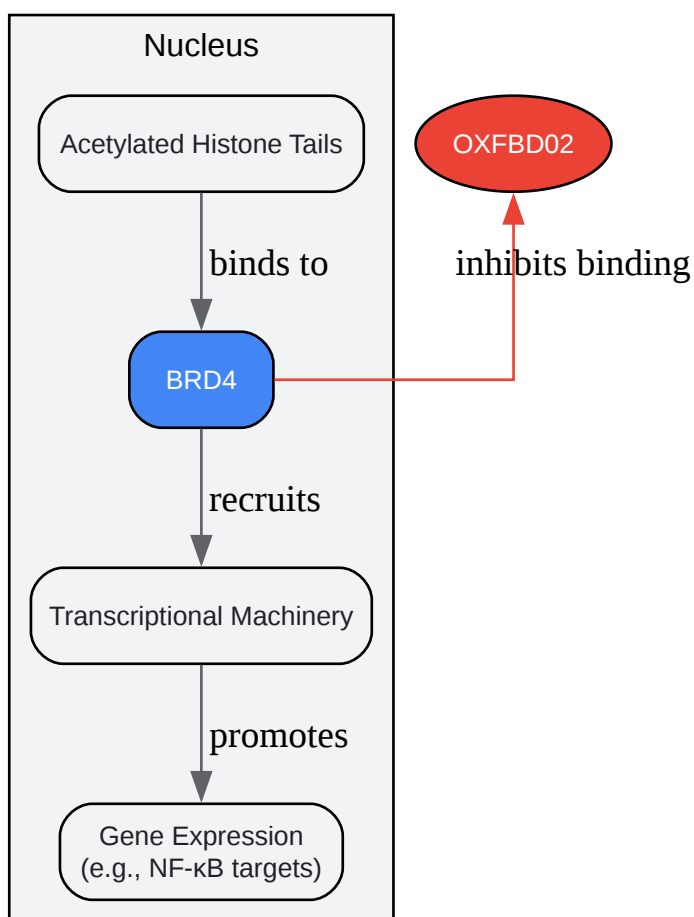 Nucleus
Acetylated Histone Tails
OXFBD02
binds to
inhibits binding
BRD4
recruits
Transcriptional Machinery
promotes
Gene Expression
(e.g., NF-κB targets)